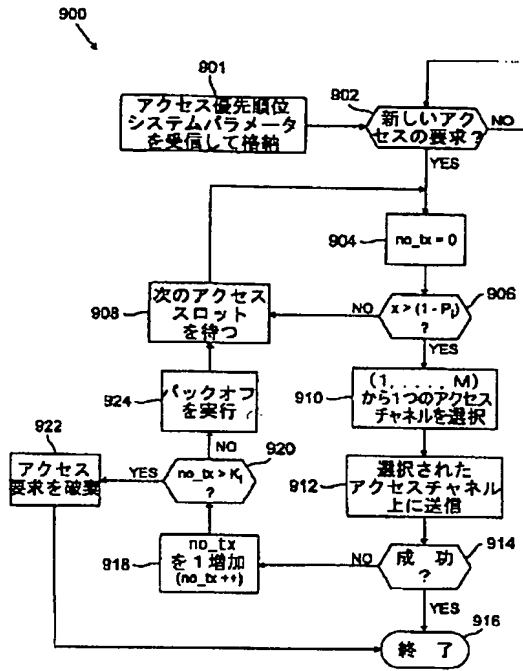 900
901
アクセス優先順位
システムパラメータ
を受信して格納
902
新しいアク
セスの要求?
NO
YES
904
no_tx = 0
908
次のアクセス
スロット
を待つ
NO
x > (1 - Pi)
?
906
YES
924
バックオフ
を実行
910
(1, . . . . , M)
から1つのアクセス
チャネルを選択
922
アクセス
要求を破棄
YES
NO
920
no_tx > Ki
?
912
選択された
アクセスチャネル
上に送信
918
no_tx
を1増加
(no_tx ++)
NO
成功
?
914
YES
916
終了